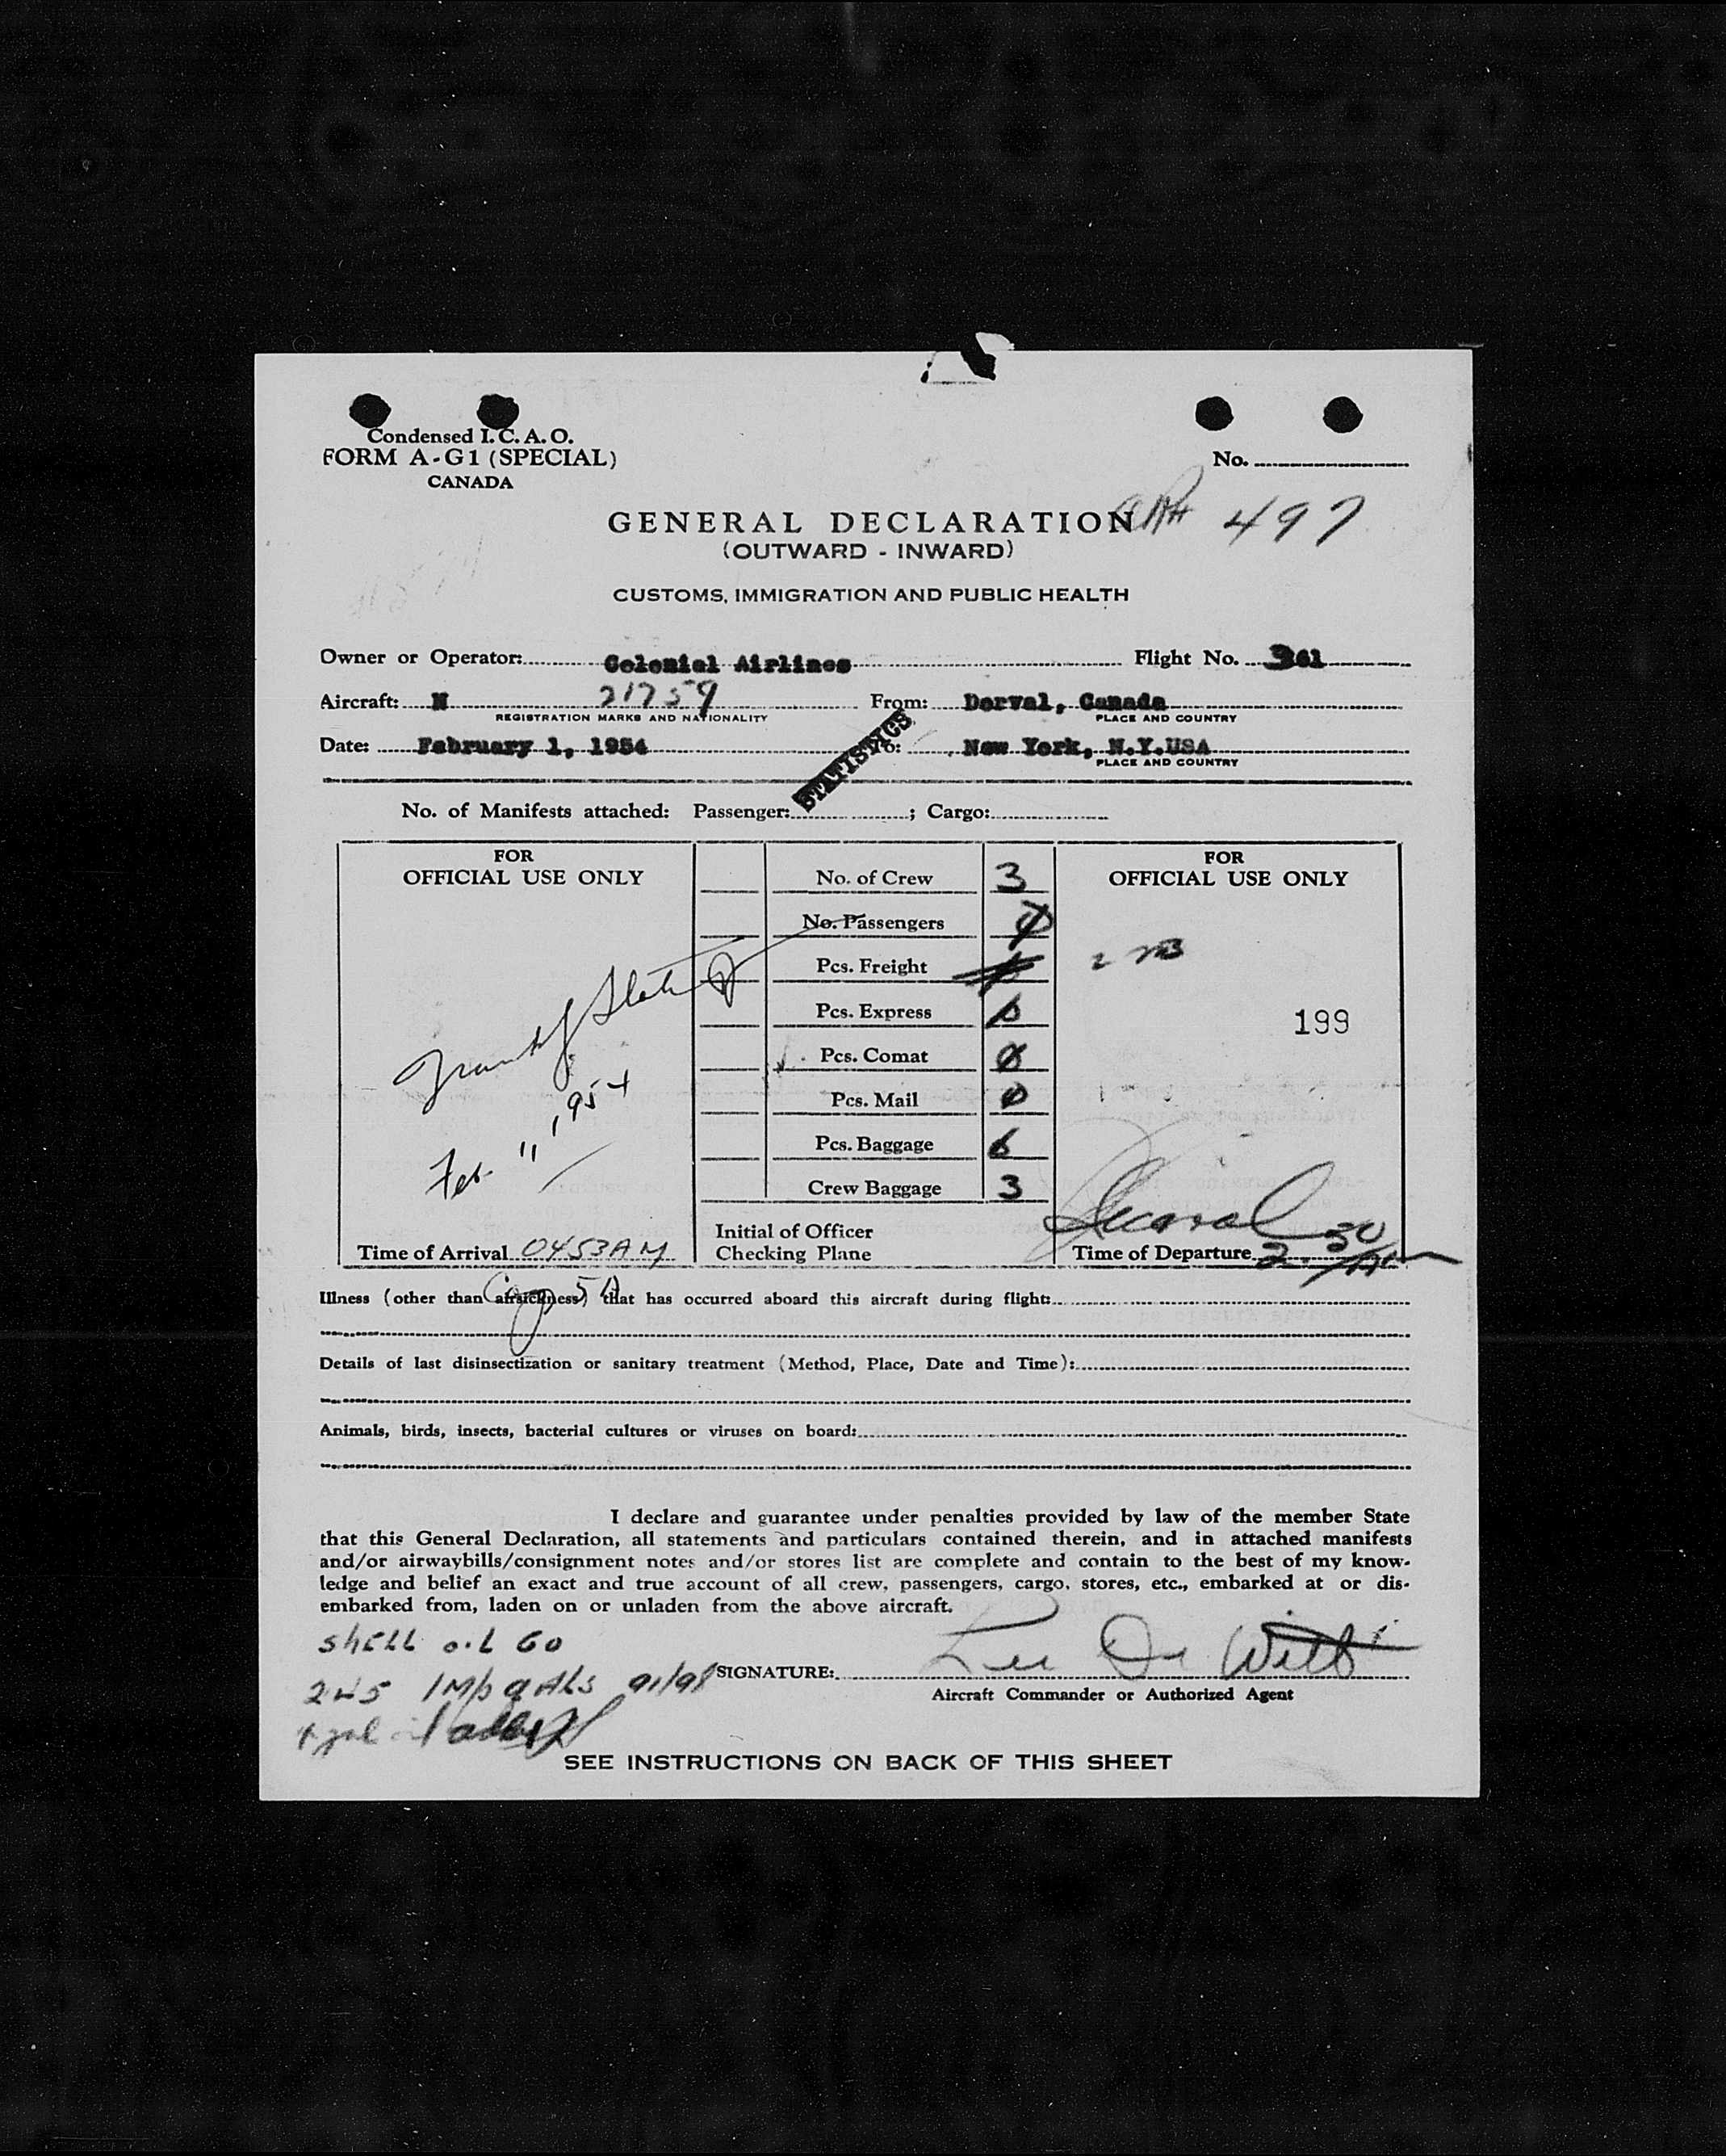 Condensed I.C.A.O.
FORM A-G1 (SPECIAL)
CANADA
No.
497
GENERAL DECLARATION
(OUTWARD - INWARD)
CUSTOMS, IMMIGRATION AND PUBLIC HEALTH
Owner or Operator: Colonial Airlines Flight No. 361
Aircraft: N 21759 From: Dorval, Canada
REGISTRATION MARKS AND NATIONALITY PLACE AND COUNTRY
Date: February 1, 1954 To: New York, N.Y.USA
PLACE AND COUNTRY
STATISTICS
No. of Manifests attached: Passenger: ; Cargo:
FOR
OFFICIAL USE ONLY
Feb. 1, 1954
Time of Arrival 0453AM
No. of Crew 3
No. Passengers
Pcs. Freight
Pcs. Express 0
Pcs. Comat 0
Pcs. Mail 0
Pcs. Baggage
Crew Baggage 3
Initial of Officer
Checking Plane
FOR
OFFICIAL USE ONLY
199
Time of Departure 2.30
Illness (other than airsickness) that has occurred aboard this aircraft during flight:
Details of last disinsectization or sanitary treatment (Method, Place, Date and Time):
Animals, birds, insects, bacterial cultures or viruses on board:
I declare and guarantee under penalties provided by law of the member State
that this General Declaration, all statements and particulars contained therein, and in attached manifests
and/or airwaybills/consignment notes and/or stores list are complete and contain to the best of my know-
ledge and belief an exact and true account of all crew, passengers, cargo, stores, etc., embarked at or dis-
embarked from, laden on or unladen from the above aircraft.
Shell oil Co
245 Imp gals 91/98
SIGNATURE: Lee De Witt
Aircraft Commander or Authorized Agent
SEE INSTRUCTIONS ON BACK OF THIS SHEET